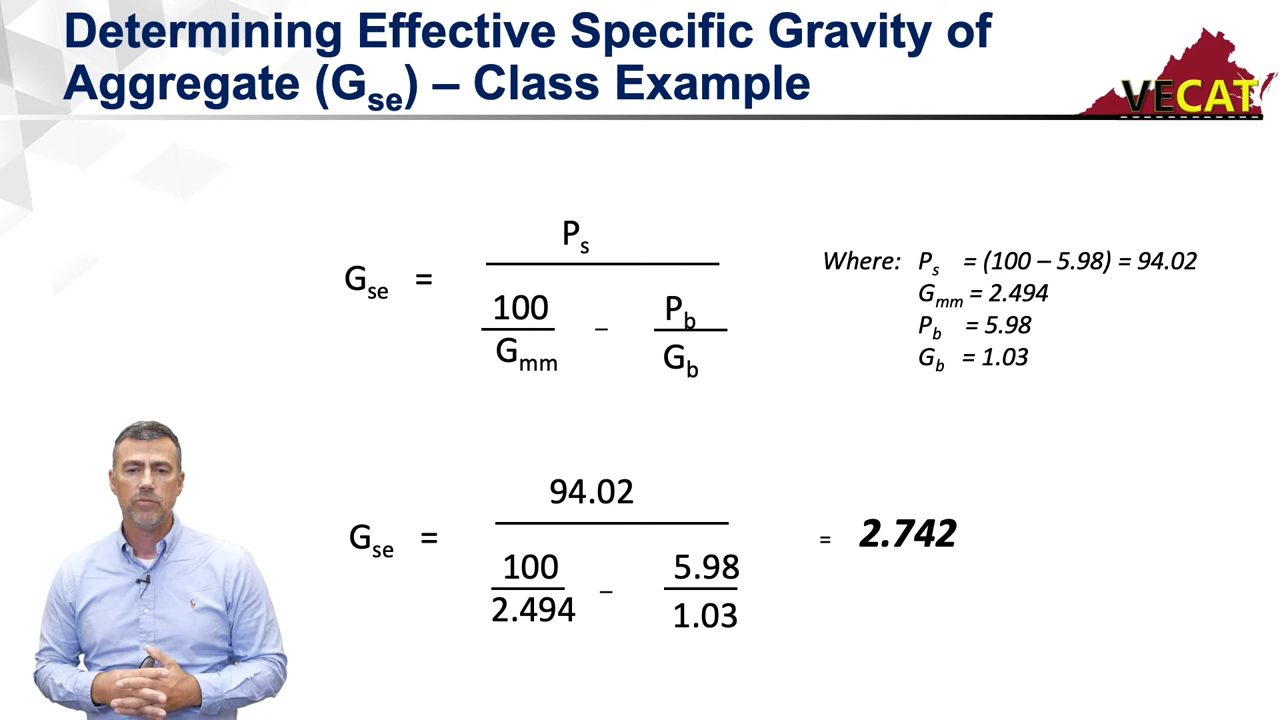 Determining Effective Specific Gravity of
Aggregate (Gse) – Class Example
VECAT
Ps
Gse =
100
Gmm
–
Pb
Gb
Where: Ps = (100 – 5.98) = 94.02
Gmm = 2.494
Pb = 5.98
Gb = 1.03
94.02
Gse =
100
2.494
–
5.98
1.03
= 2.742